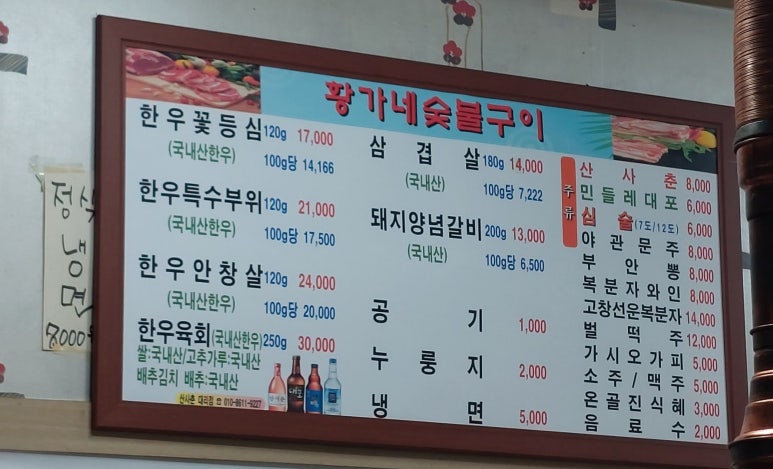 황가네숯불구이
한우꽃등심 120g 17,000
(국내산한우) 100g당 14,166
한우특수부위 120g 21,000
(국내산한우) 100g당 17,500
한우안창살 120g 24,000
(국내산한우) 100g당 20,000
한우육회(국내산한우) 250g 30,000
쌀:국내산/고추가루:국내산
배추김치 배추:국내산
산사춘 대리점 ☎ 010-8611-5227
삼겹살 180g 14,000
(국내산) 100g당 7,222
돼지양념갈비 200g 13,000
(국내산) 100g당 6,500
공기 1,000
누룽지 2,000
냉면 5,000
주류
산사춘 8,000
민들레대포 6,000
심술(7도/12도) 6,000
야관문주 8,000
부안뽕 8,000
복분자와인 8,000
고창선운복분자 14,000
벌떡주 12,000
가시오가피 5,000
소주/맥주 5,000
온골진식혜 3,000
음료수 2,000
정식
냉
면
7000